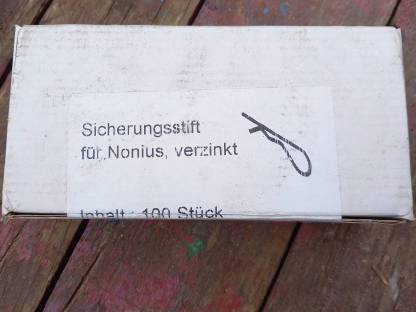 Sicherungsstift
für Nonius, verzinkt
Inhalt : 100 Stück